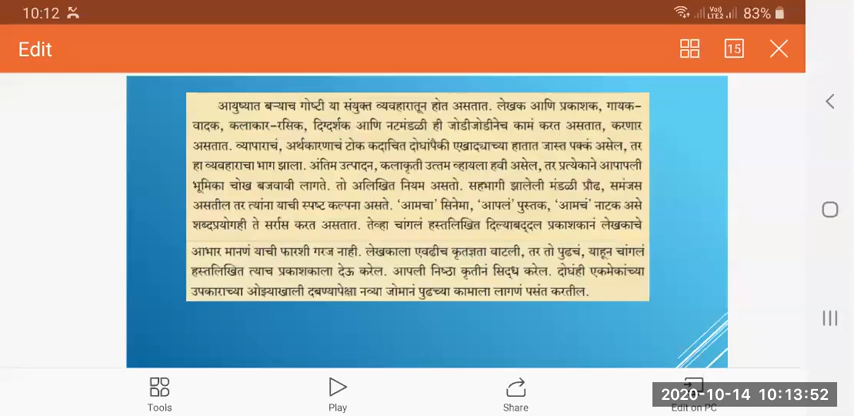 10:12
Vo)) LTE2 83%
Edit
15
आयुष्यात बऱ्याच गोष्टी या संयुक्त व्यवहारातून होत असतात. लेखक आणि प्रकाशक, गायक-
वादक, कलाकार-रसिक, दिग्दर्शक आणि नटमंडळी ही जोडीजोडीनेच कामं करत असतात, करणार
असतात. व्यापाराचं, अर्थकारणाचं टोक कदाचित दोघांपैकी एखाद्याच्या हातात जास्त पक्कं असेल, तर
हा व्यवहाराचा भाग झाला. अंतिम उत्पादन, कलाकृती उत्तम व्हायला हवी असेल, तर प्रत्येकाने आपापली
भूमिका चोख बजवावी लागते. तो अलिखित नियम असतो. सहभागी झालेली मंडळी प्रौढ, समंजस
असतील तर त्यांना याची स्पष्ट कल्पना असते. ‘आमचा’ सिनेमा, ‘आपलं’ पुस्तक, ‘आमचं’ नाटक असे
शब्दप्रयोगही ते सर्रास करत असतात. तेव्हा चांगलं हस्तलिखित दिल्याबद्दल प्रकाशकानं लेखकाचे
आभार मानणं याची फारशी गरज नाही. लेखकाला एवढीच कृतज्ञता वाटली, तर तो पुढचं, याहून चांगलं
हस्तलिखित त्याच प्रकाशकाला देऊ करेल. आपली निष्ठा कृतीनं सिद्ध करेल. दोघंही एकमेकांच्या
उपकाराच्या ओझ्याखाली दबण्यापेक्षा नव्या जोमानं पुढच्या कामाला लागणं पसंत करतील.
Tools
Play
Share
Edit on PC
2020-10-14 10:13:52